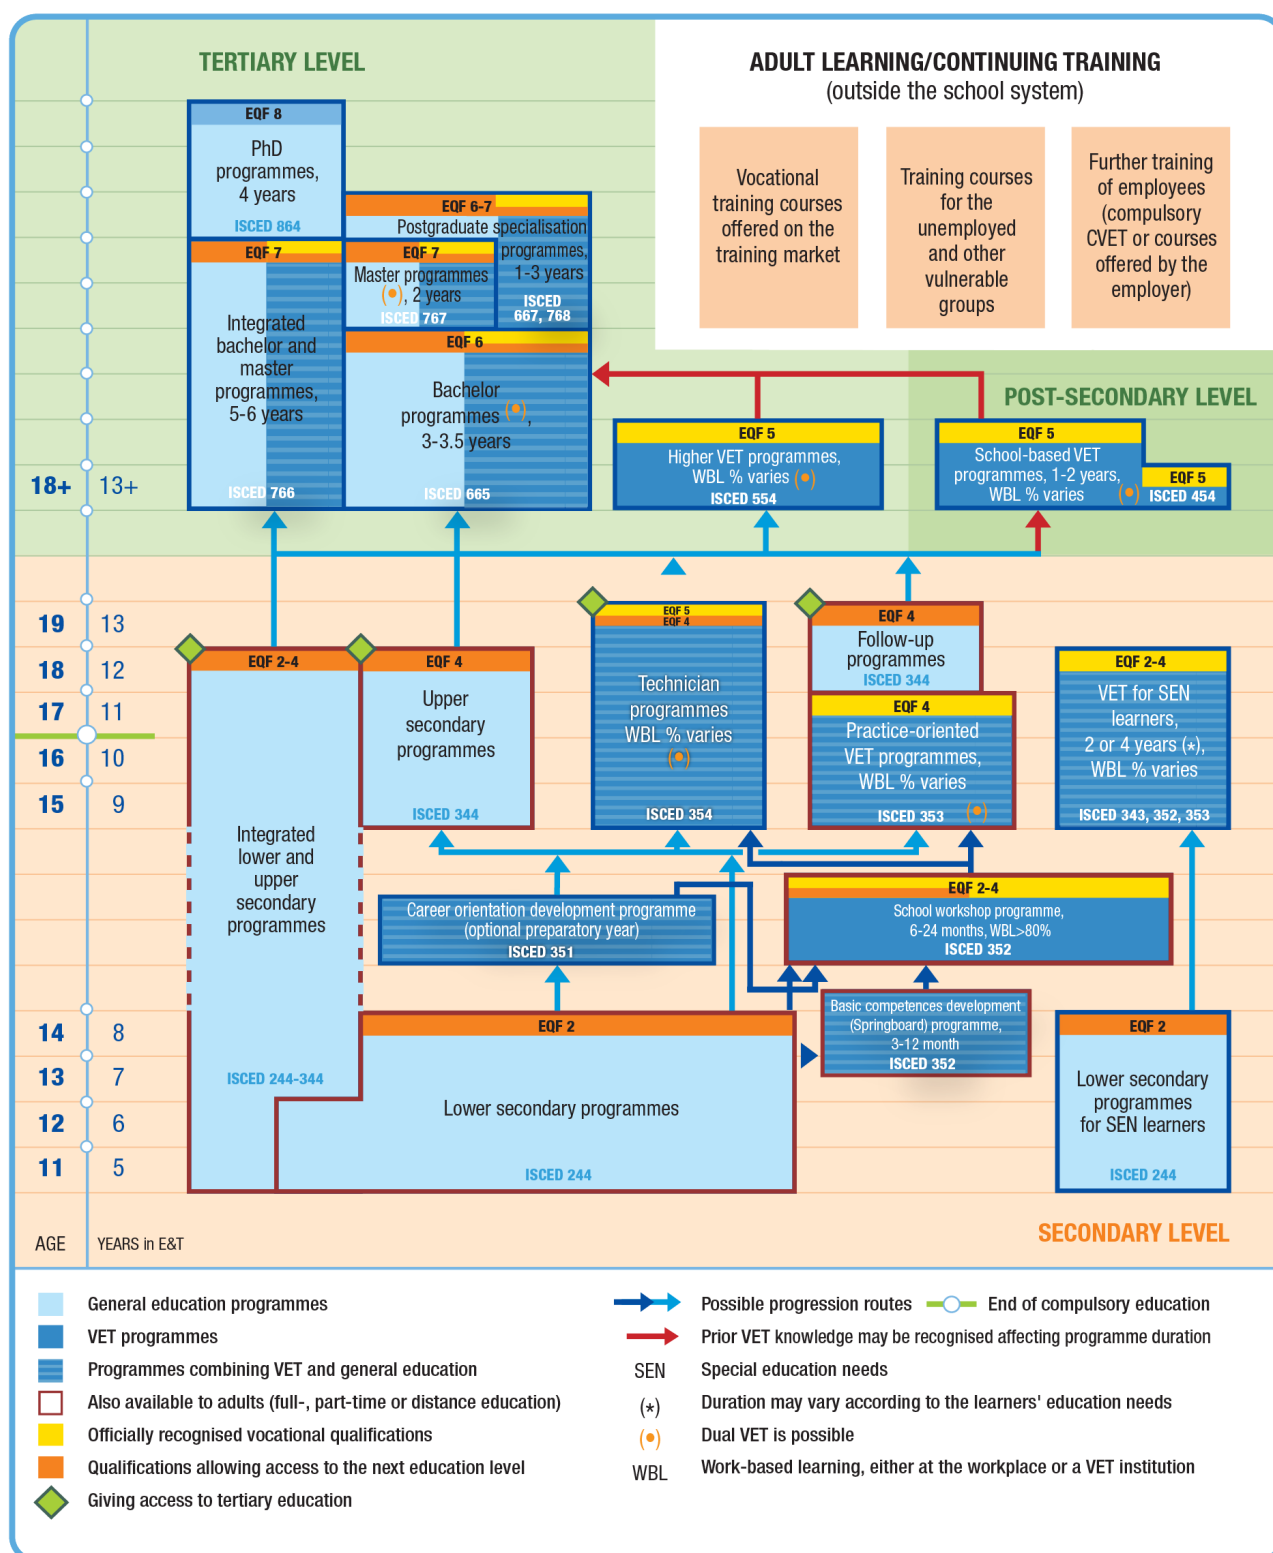 TERTIARY LEVEL
ADULT LEARNING/CONTINUING TRAINING
(outside the school system)
Vocational
training courses
offered on the
training market
Training courses
for the
unemployed
and other
vulnerable
groups
Further training
of employees
(compulsory
CVET or courses
offered by the
employer)
EQF 8
PhD
programmes,
4 years
ISCED 864
EQF 6-7
Postgraduate specialisation
programmes,
1-3 years
ISCED
667, 768
EQF 7
Integrated
bachelor and
master
programmes,
5-6 years
ISCED 766
EQF 7
Master programmes
(•), 2 years
ISCED 767
EQF 6
Bachelor
programmes (•),
3-3.5 years
ISCED 665
POST-SECONDARY LEVEL
EQF 5
Higher VET programmes,
WBL % varies (•)
ISCED 554
EQF 5
School-based VET
programmes, 1-2 years,
WBL % varies (•)
EQF 5
ISCED 454
18+ 13+
19 13
18 12
17 11
16 10
15 9
14 8
13 7
12 6
11 5
AGE YEARS in E&T
EQF 2-4
Integrated
lower and
upper
secondary
programmes
ISCED 244-344
EQF 4
Upper
secondary
programmes
ISCED 344
EQF 5
EQF 4
Technician
programmes
WBL % varies
(•)
ISCED 354
EQF 4
Follow-up
programmes
ISCED 344
EQF 4
Practice-oriented
VET programmes,
WBL % varies
ISCED 353 (•)
EQF 2-4
VET for SEN
learners,
2 or 4 years (*),
WBL % varies
ISCED 343, 352, 353
Career orientation development programme
(optional preparatory year)
ISCED 351
EQF 2-4
School workshop programme,
6-24 months, WBL>80%
ISCED 352
Basic competences development
(Springboard) programme,
3-12 month
ISCED 352
EQF 2
Lower secondary programmes
ISCED 244
EQF 2
Lower secondary
programmes
for SEN learners
ISCED 244
SECONDARY LEVEL
General education programmes
VET programmes
Programmes combining VET and general education
Also available to adults (full-, part-time or distance education)
Officially recognised vocational qualifications
Qualifications allowing access to the next education level
Giving access to tertiary education
Possible progression routes
End of compulsory education
Prior VET knowledge may be recognised affecting programme duration
SEN Special education needs
(*) Duration may vary according to the learners' education needs
(•) Dual VET is possible
WBL Work-based learning, either at the workplace or a VET institution